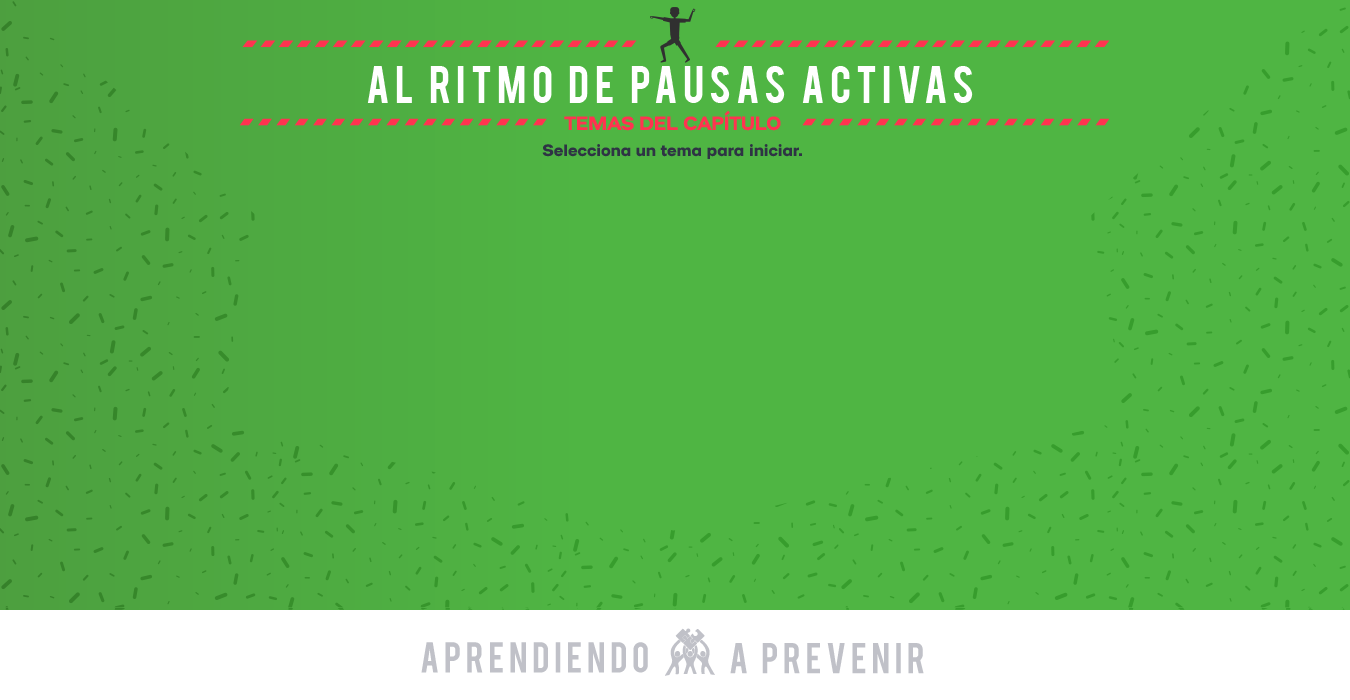 AL RITMO DE PAUSAS ACTIVAS
TEMAS DEL CAPÍTULO
Selecciona un tema para iniciar.
APRENDIENDO A PREVENIR